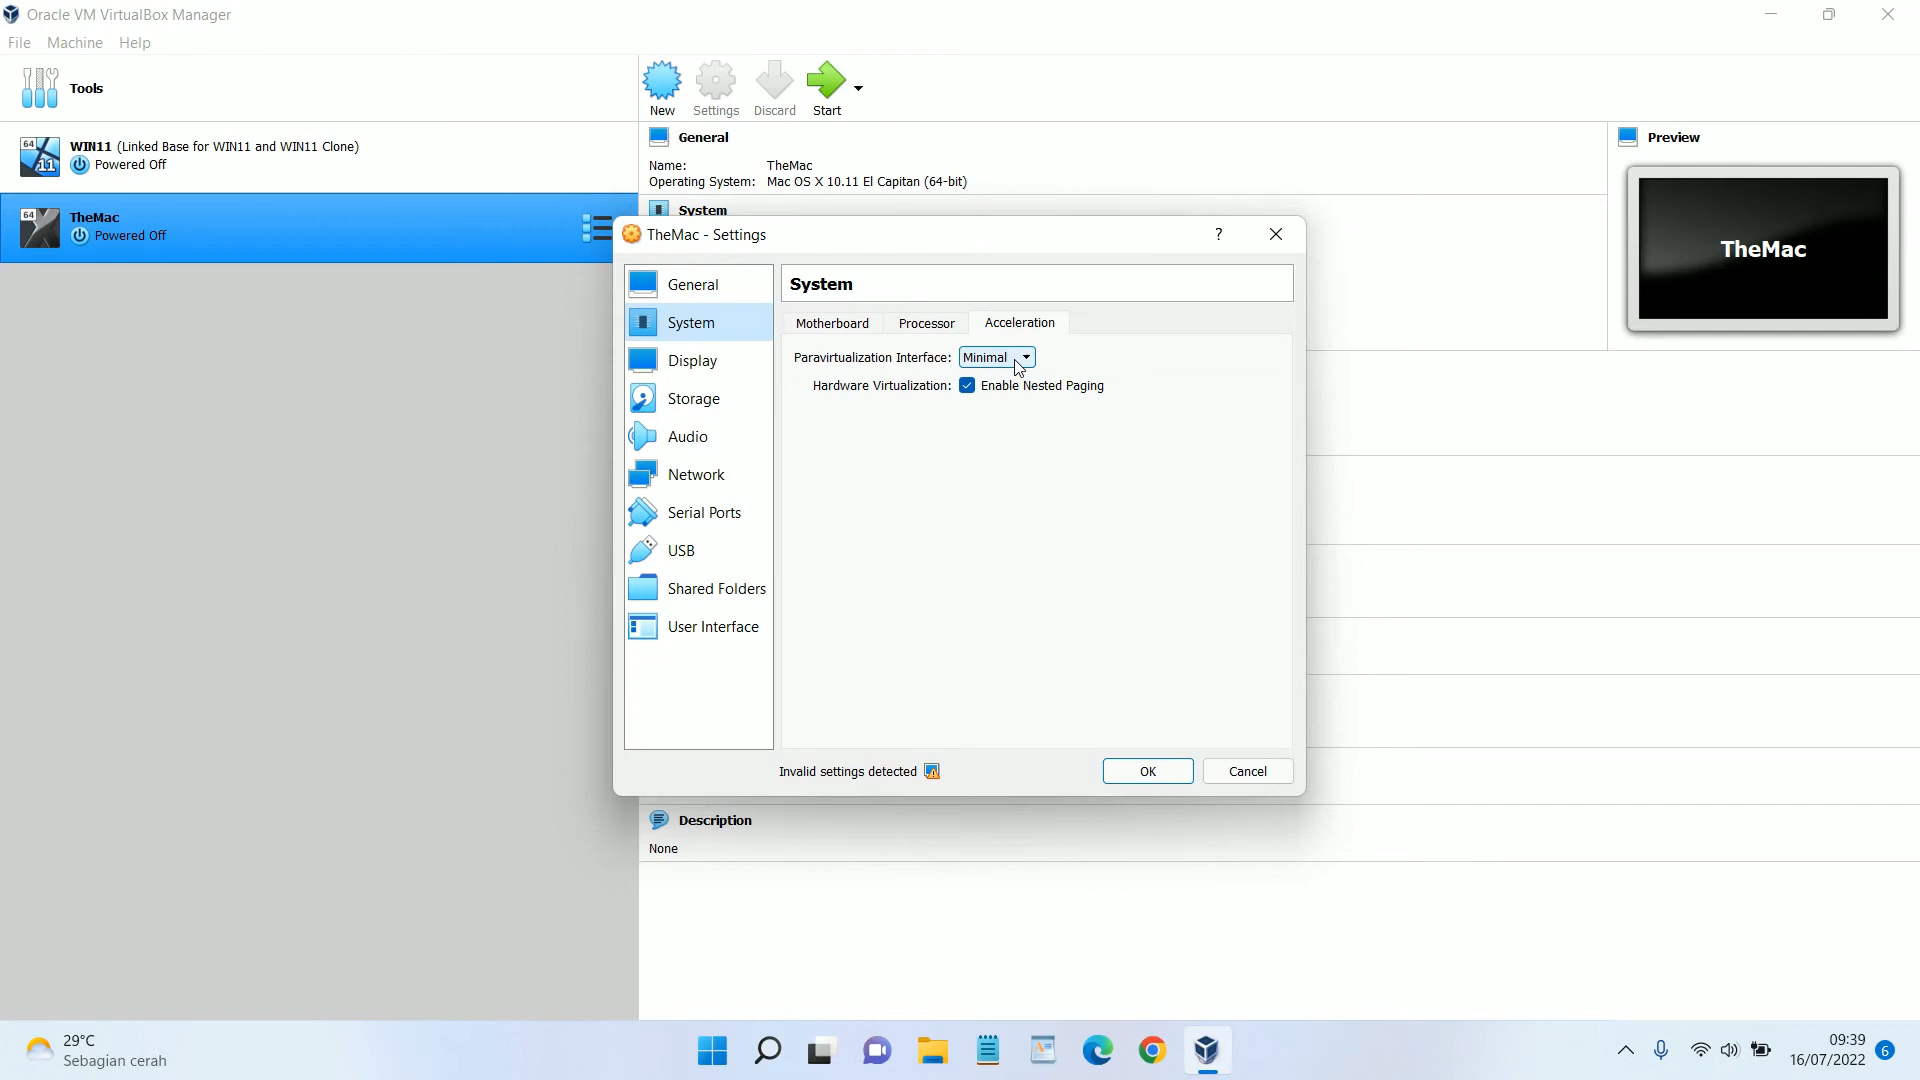 Oracle VM VirtualBox Manager
File Machine Help
Tools
64
11
WIN11 (Linked Base for WIN11 and WIN11 Clone)
Powered Off
64
TheMac
Powered Off
New Settings Discard Start
General
Name: TheMac
Operating System: Mac OS X 10.11 El Capitan (64-bit)
System
Preview
TheMac
TheMac - Settings ?
General
System
Display
Storage
Audio
Network
Serial Ports
USB
Shared Folders
User Interface
System
Motherboard Processor Acceleration
Paravirtualization Interface: Minimal
Hardware Virtualization: Enable Nested Paging
Invalid settings detected OK Cancel
Description
None
29°C
Sebagian cerah
09:39
16/07/2022
6